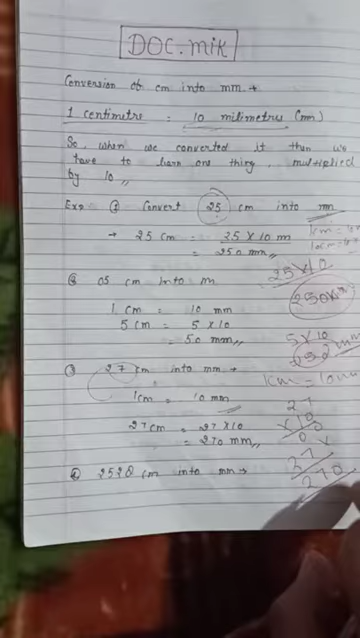 DOC.mik
Conversion of cm into mm →
1 centimetre = 10 milimetres (mm)
So, when we converted it then we
have to learn one thing, multiplied
by 10 "
Exp ① Convert 25 cm into mm
→ 25 cm = 25 X 10 m
= 250 mm "
25 X 10
② 05 cm into m.
1 cm = 10 mm
5 cm = 5 x 10
= 50 mm "
5 X 10
③ 27 cm into mm →
1cm = 10 mm
27 cm = 27 X 10
= 270 mm "
27
X 10
0 X
27
270
④ 2528 cm into mm →